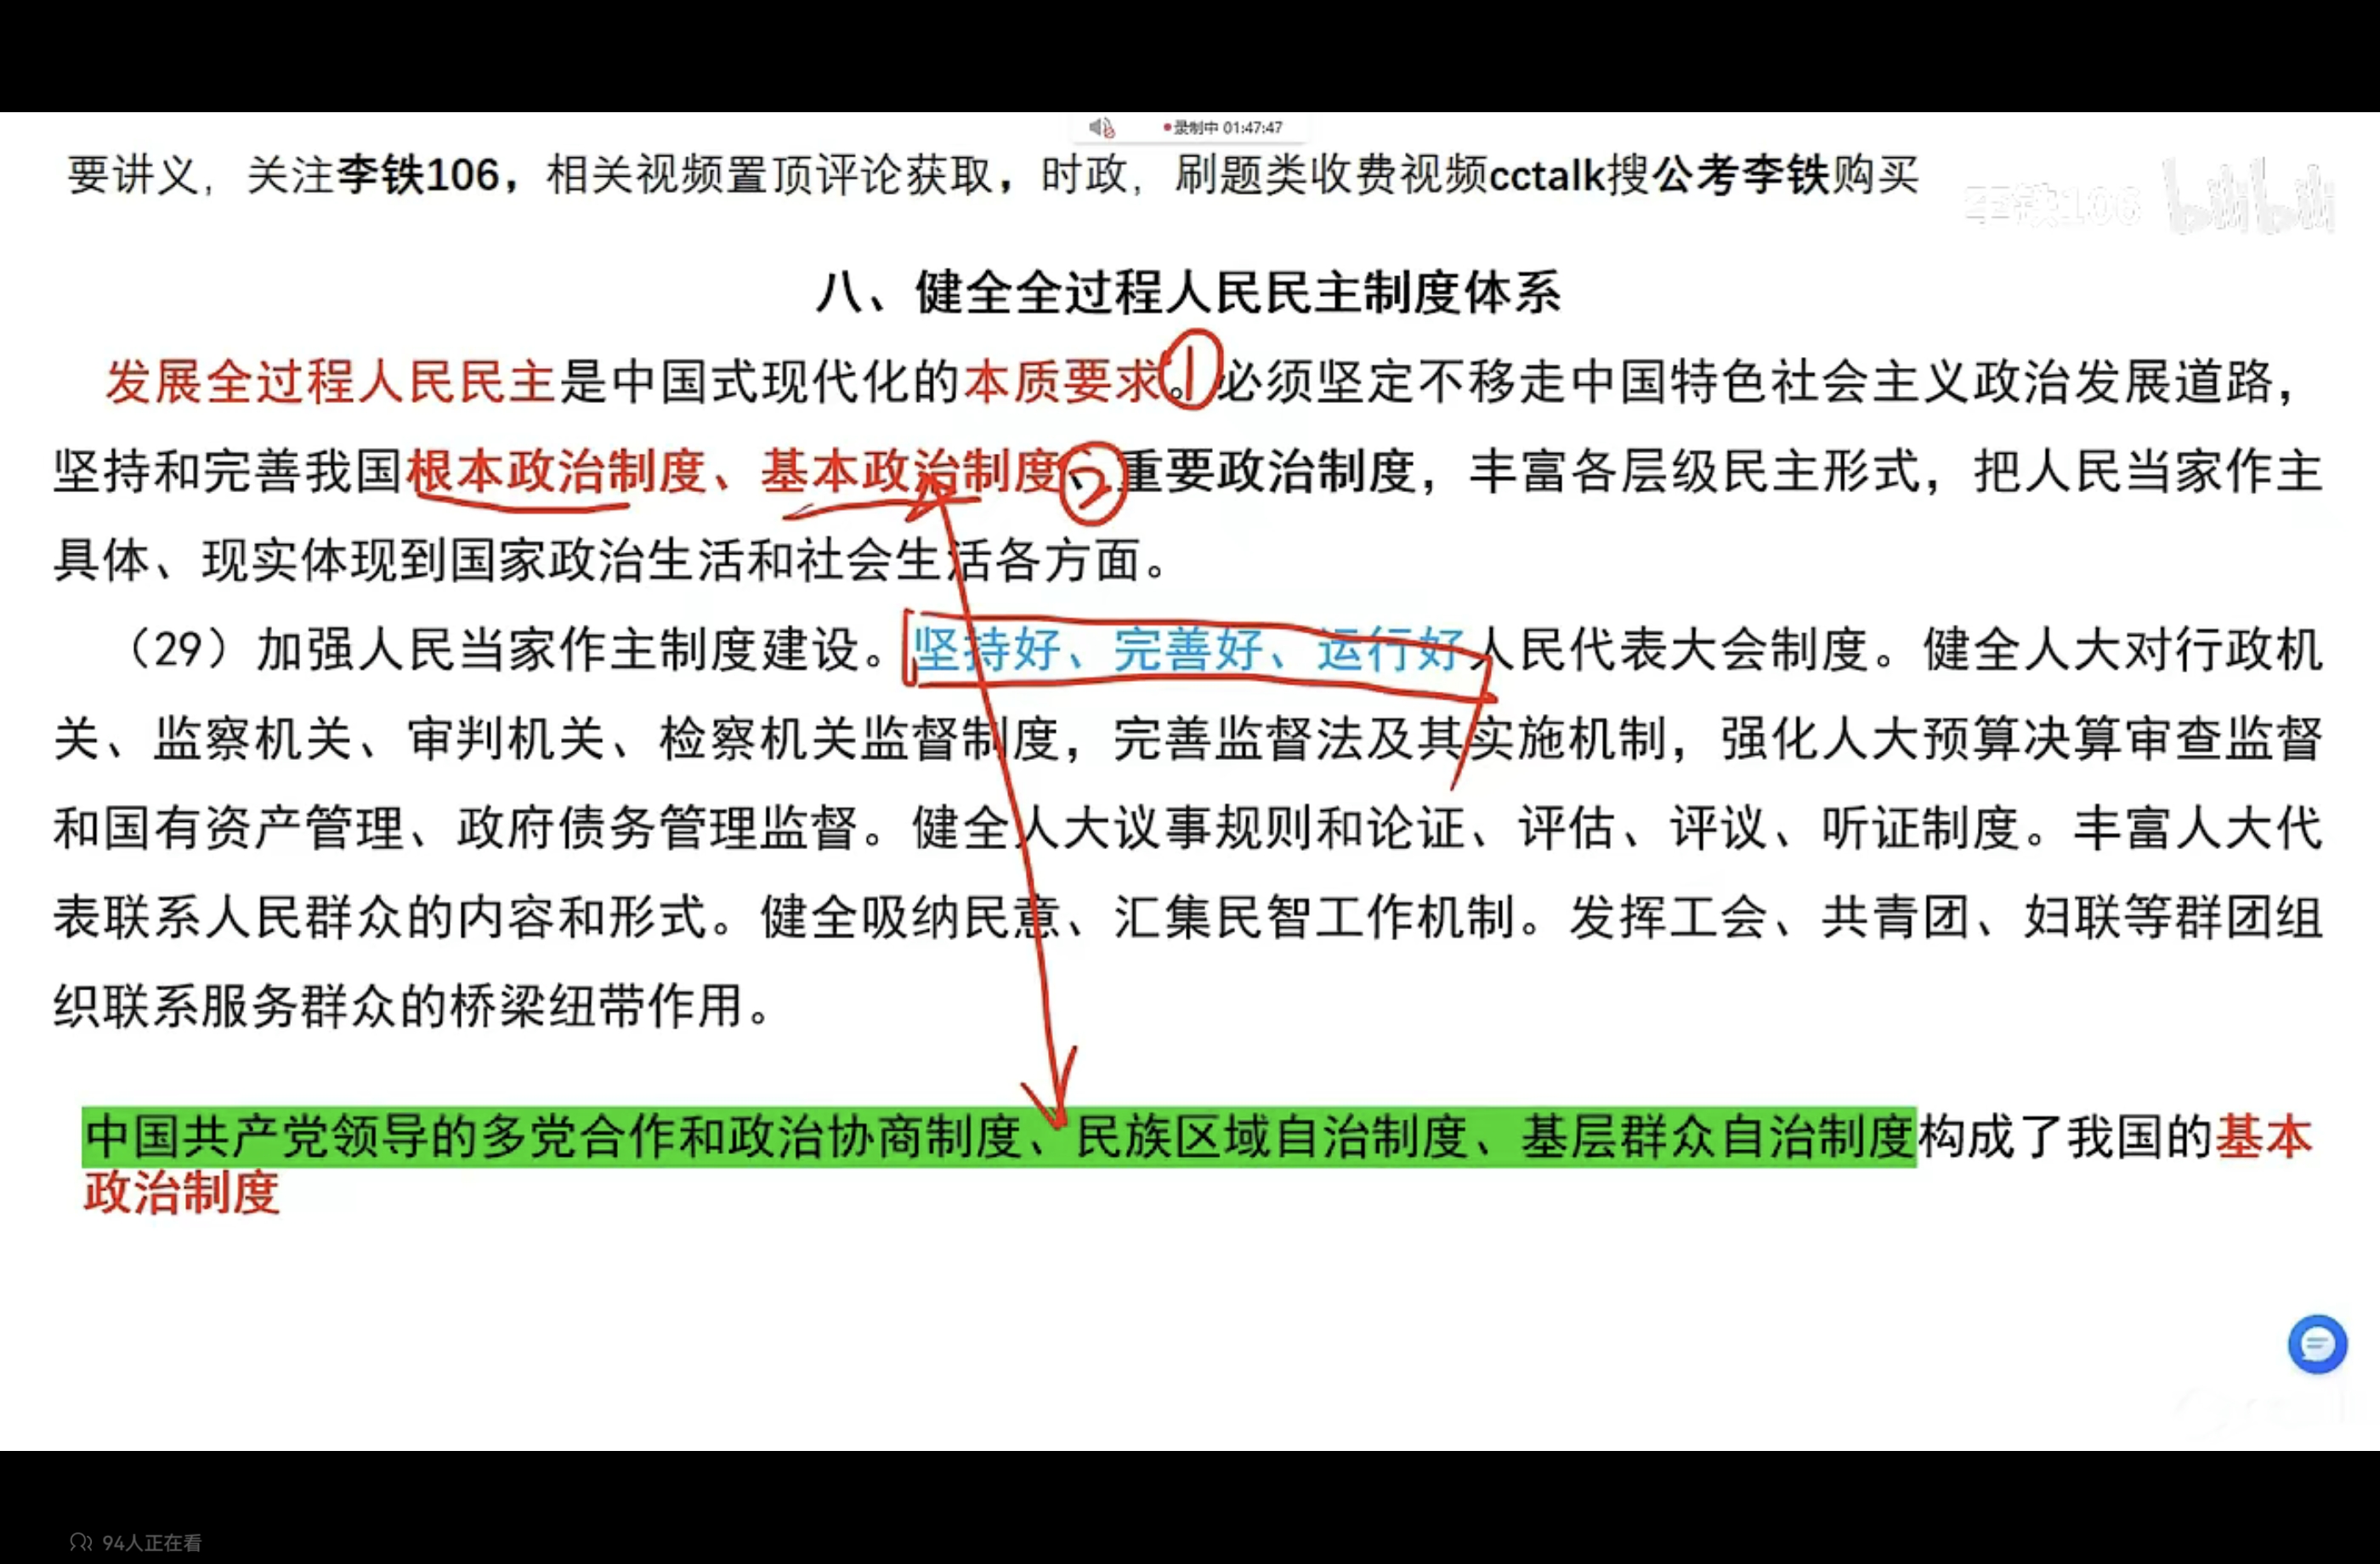 录制中 01:47:47
要讲义，关注李铁106，相关视频置顶评论获取，时政，刷题类收费视频cctalk搜公考李铁购买
李铁106 bilibili
八、健全全过程人民民主制度体系
发展全过程人民民主是中国式现代化的本质要求。必须坚定不移走中国特色社会主义政治发展道路，
坚持和完善我国根本政治制度、基本政治制度、重要政治制度，丰富各层级民主形式，把人民当家作主
具体、现实体现到国家政治生活和社会生活各方面。
（29）加强人民当家作主制度建设。坚持好、完善好、运行好人民代表大会制度。健全人大对行政机
关、监察机关、审判机关、检察机关监督制度，完善监督法及其实施机制，强化人大预算决算审查监督
和国有资产管理、政府债务管理监督。健全人大议事规则和论证、评估、评议、听证制度。丰富人大代
表联系人民群众的内容和形式。健全吸纳民意、汇集民智工作机制。发挥工会、共青团、妇联等群团组
织联系服务群众的桥梁纽带作用。
中国共产党领导的多党合作和政治协商制度、民族区域自治制度、基层群众自治制度构成了我国的基本
政治制度
94人正在看